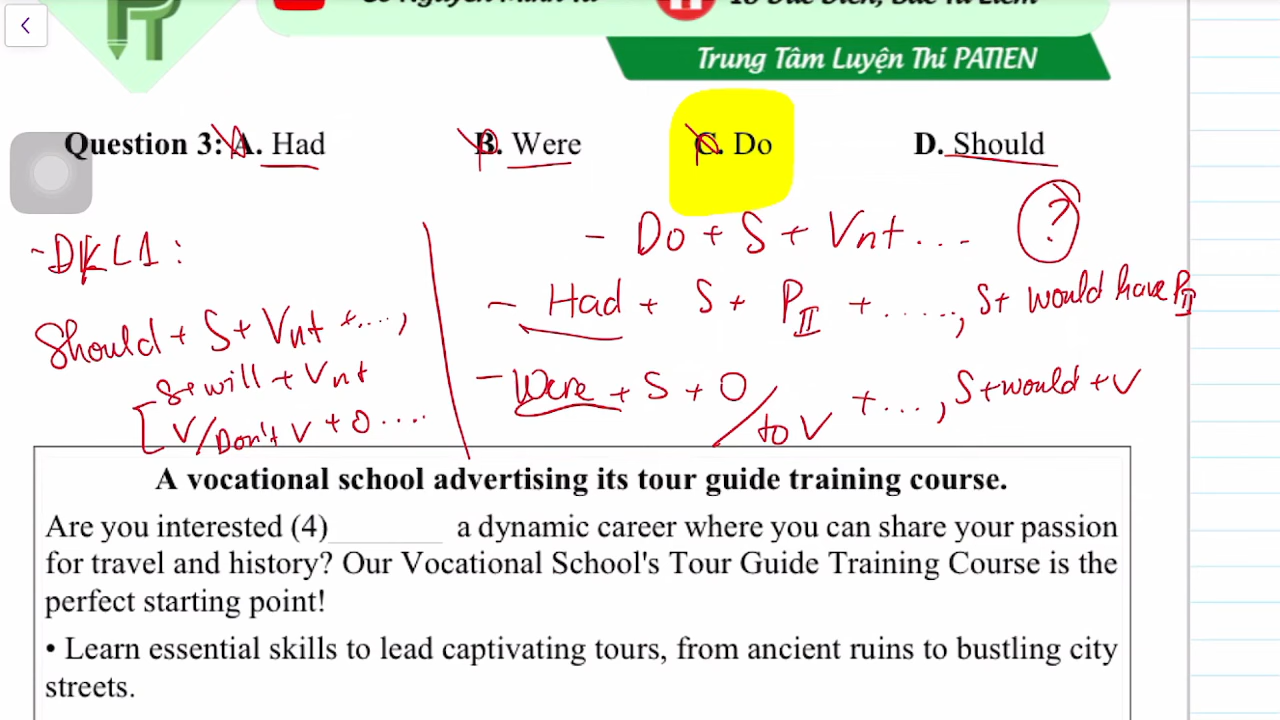 Trung Tâm Luyện Thi PATIEN
Question 3: A. Had B. Were C. Do D. Should
- ĐKL1 :
- Do + S + Vnt ... ?
- Had + S + PII + ....., S + would have PII
Should + S + Vnt + ...,
S + will + Vnt
- Were + S + O / to V + ..., S + would + V
V/Don't V + O ....
A vocational school advertising its tour guide training course.
Are you interested (4)________ a dynamic career where you can share your passion
for travel and history? Our Vocational School's Tour Guide Training Course is the
perfect starting point!
• Learn essential skills to lead captivating tours, from ancient ruins to bustling city
streets.